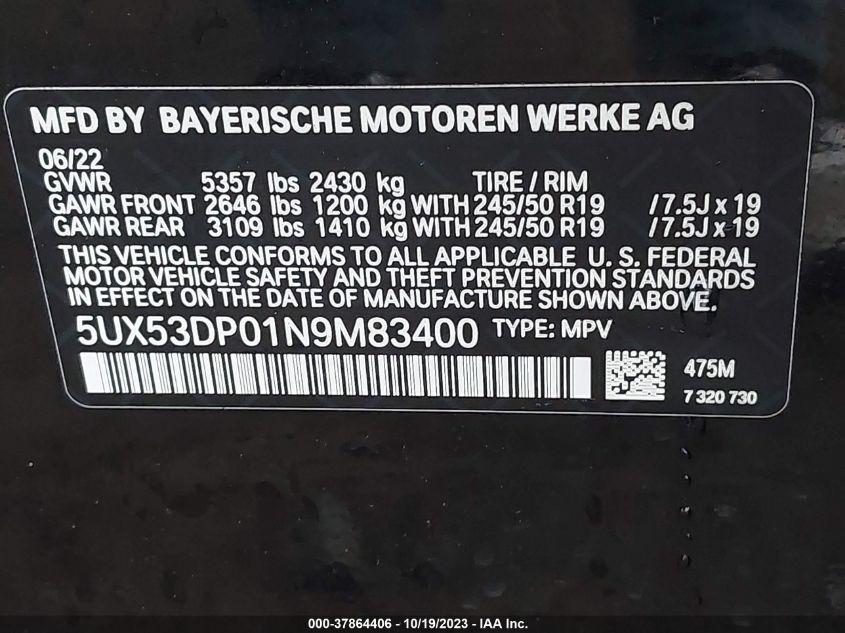 MFD BY BAYERISCHE MOTOREN WERKE AG
06/22
GVWR 5357 lbs 2430 kg TIRE / RIM
GAWR FRONT 2646 lbs 1200 kg WITH 245/50 R19 /7.5J x 19
GAWR REAR 3109 lbs 1410 kg WITH 245/50 R19 /7.5J x 19
THIS VEHICLE CONFORMS TO ALL APPLICABLE U. S. FEDERAL
MOTOR VEHICLE SAFETY AND THEFT PREVENTION STANDARDS
IN EFFECT ON THE DATE OF MANUFACTURE SHOWN ABOVE.
5UX53DP01N9M83400 TYPE: MPV
475M
7 320 730
000-37864406 - 10/19/2023 - IAA Inc.